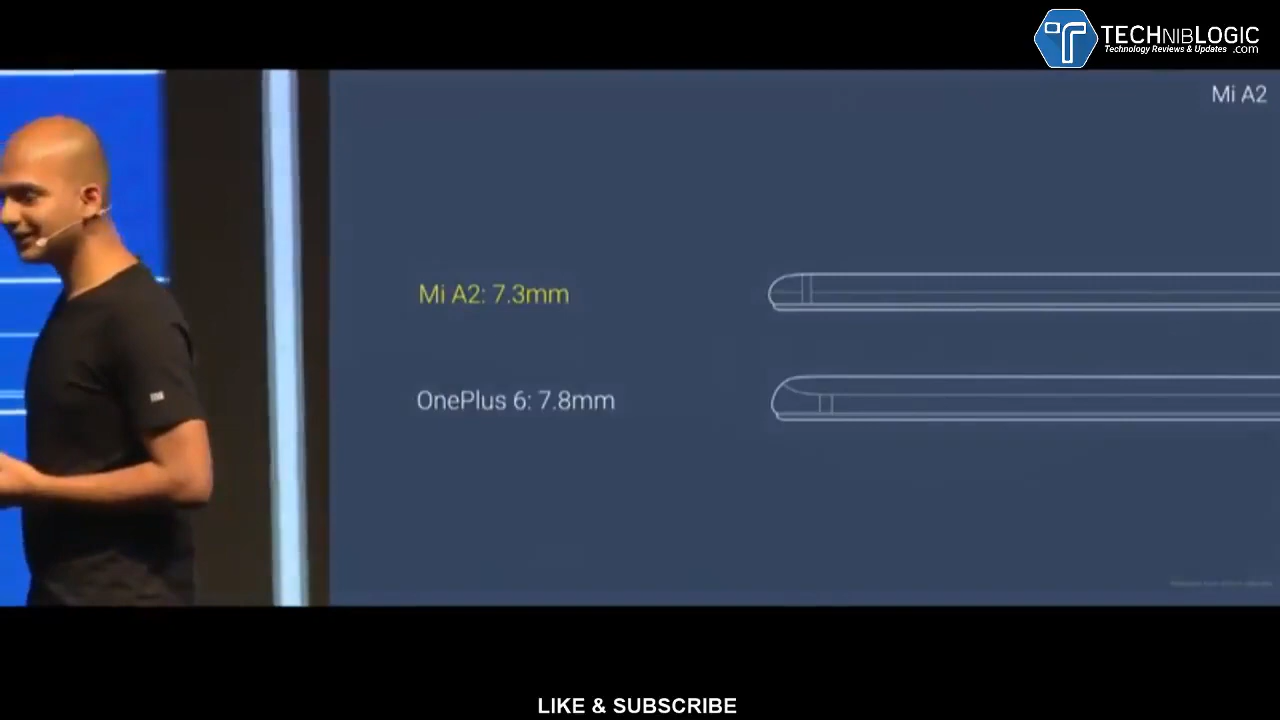 TECHNIBLOGIC
Technology Reviews & Updates .com
Mi A2
Mi A2: 7.3mm
OnePlus 6: 7.8mm
LIKE & SUBSCRIBE